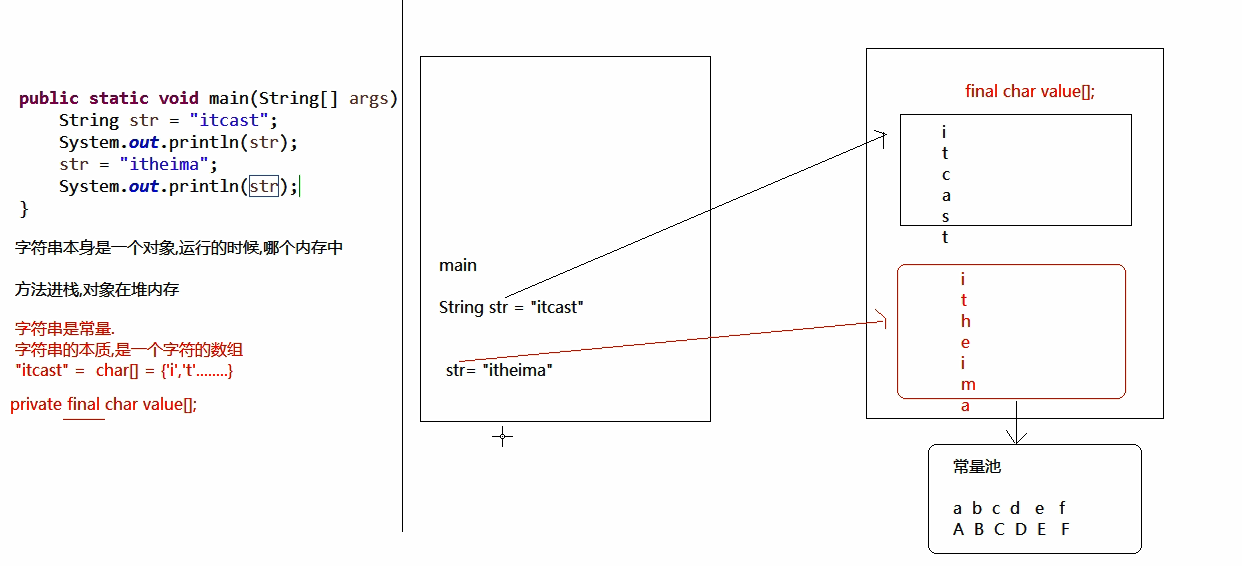 public static void main(String[] args)
String str = "itcast";
System.out.println(str);
str = "itheima";
System.out.println(str);
}
字符串本身是一个对象,运行的时候,哪个内存中
方法进栈,对象在堆内存
字符串是常量.
字符串的本质,是一个字符的数组
"itcast" = char[] = {'i','t'........}
private final char value[];
main
String str = "itcast"
str= "itheima"
final char value[];
i
t
c
a
s
t
i
t
h
e
i
m
a
常量池
a b c d e f
A B C D E F